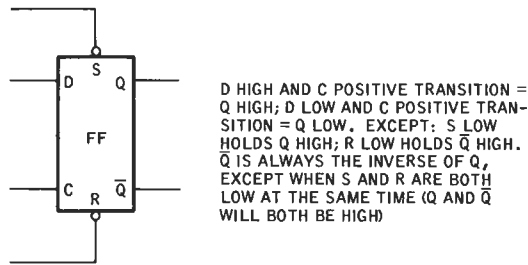 S
D Q
FF
C Q̅
R
D HIGH AND C POSITIVE TRANSITION =
Q HIGH; D LOW AND C POSITIVE TRAN-
SITION = Q LOW. EXCEPT: S LOW
HOLDS Q HIGH; R LOW HOLDS Q̅ HIGH.
Q̅ IS ALWAYS THE INVERSE OF Q,
EXCEPT WHEN S AND R ARE BOTH
LOW AT THE SAME TIME (Q AND Q̅
WILL BOTH BE HIGH)